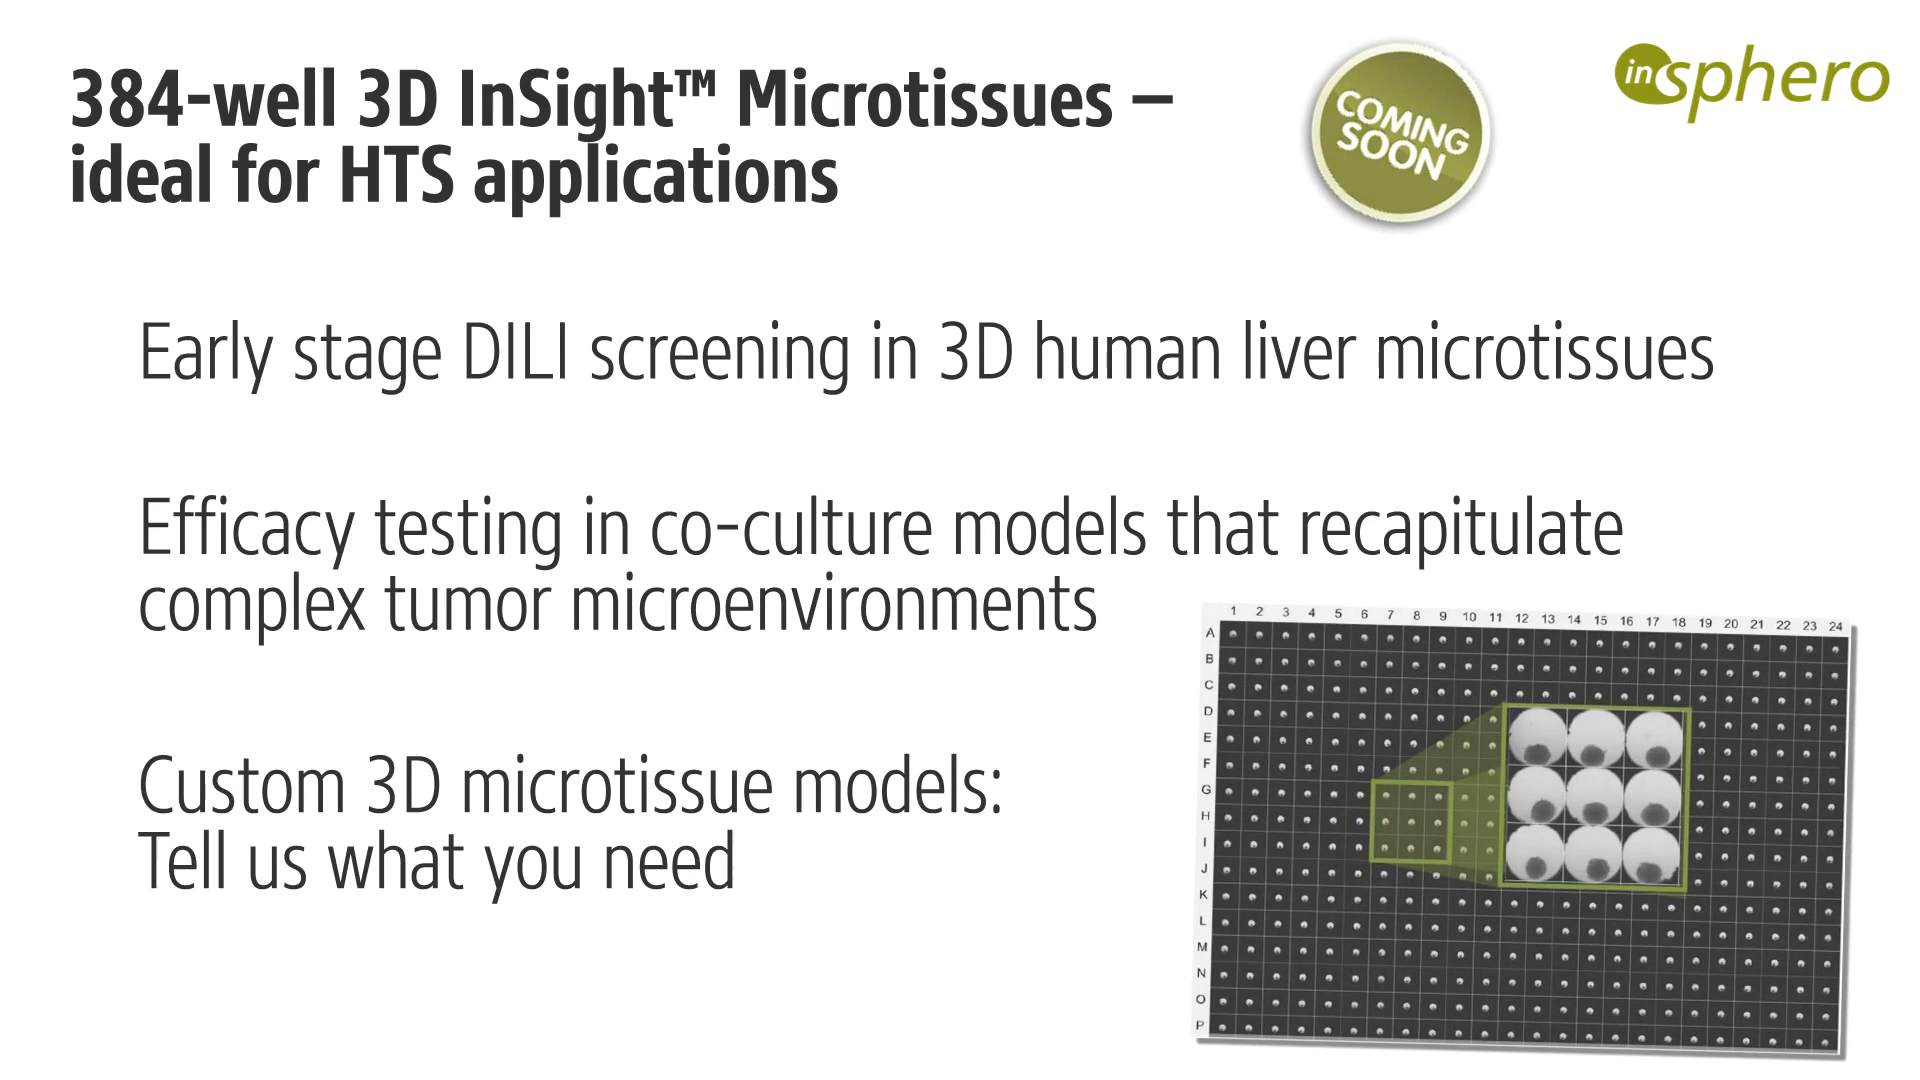 384-well 3D InSight™ Microtissues –
ideal for HTS applications
COMING
SOON
insphero
Early stage DILI screening in 3D human liver microtissues
Efficacy testing in co-culture models that recapitulate
complex tumor microenvironments
Custom 3D microtissue models:
Tell us what you need
1 2 3 4 5 6 7 8 9 10 11 12 13 14 15 16 17 18 19 20 21 22 23 24
A
B
C
D
E
F
G
H
I
J
K
L
M
N
O
P